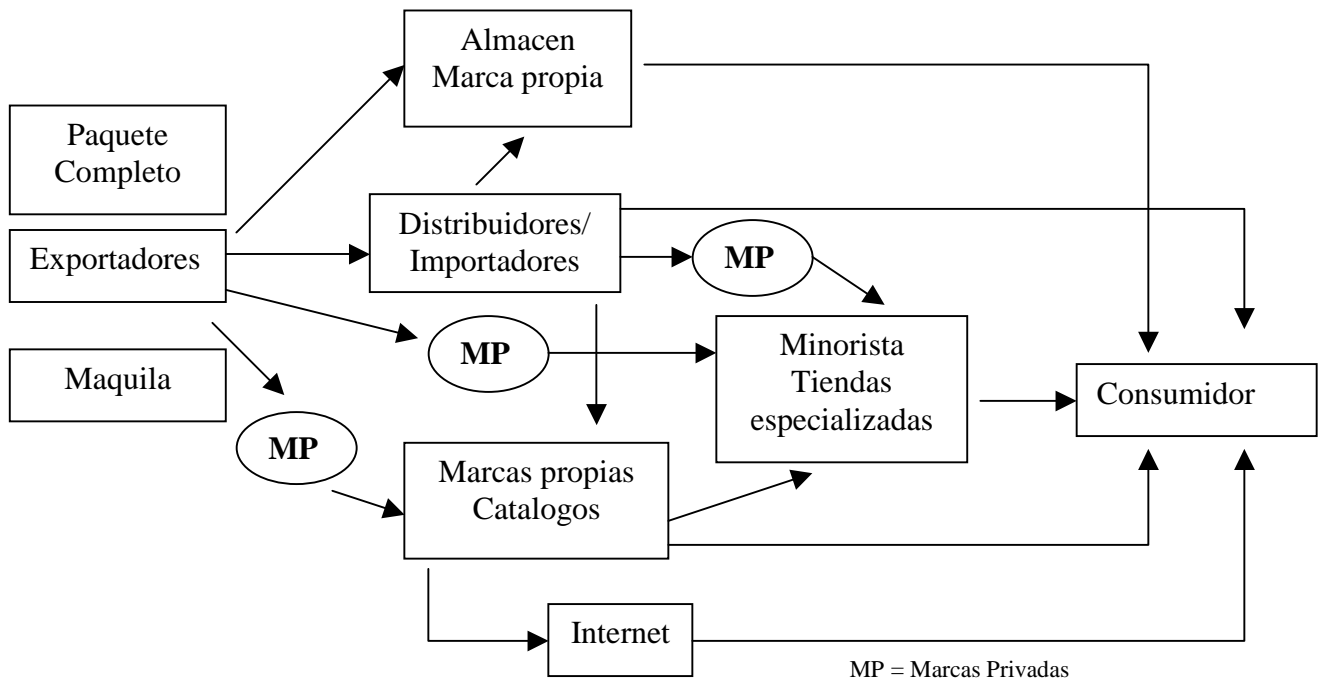 Almacen
Marca propia
Paquete
Completo
Exportadores
Maquila
Distribuidores/
Importadores
MP
MP
MP
Minorista
Tiendas
especializadas
Consumidor
Marcas propias
Catalogos
Internet
MP = Marcas Privadas